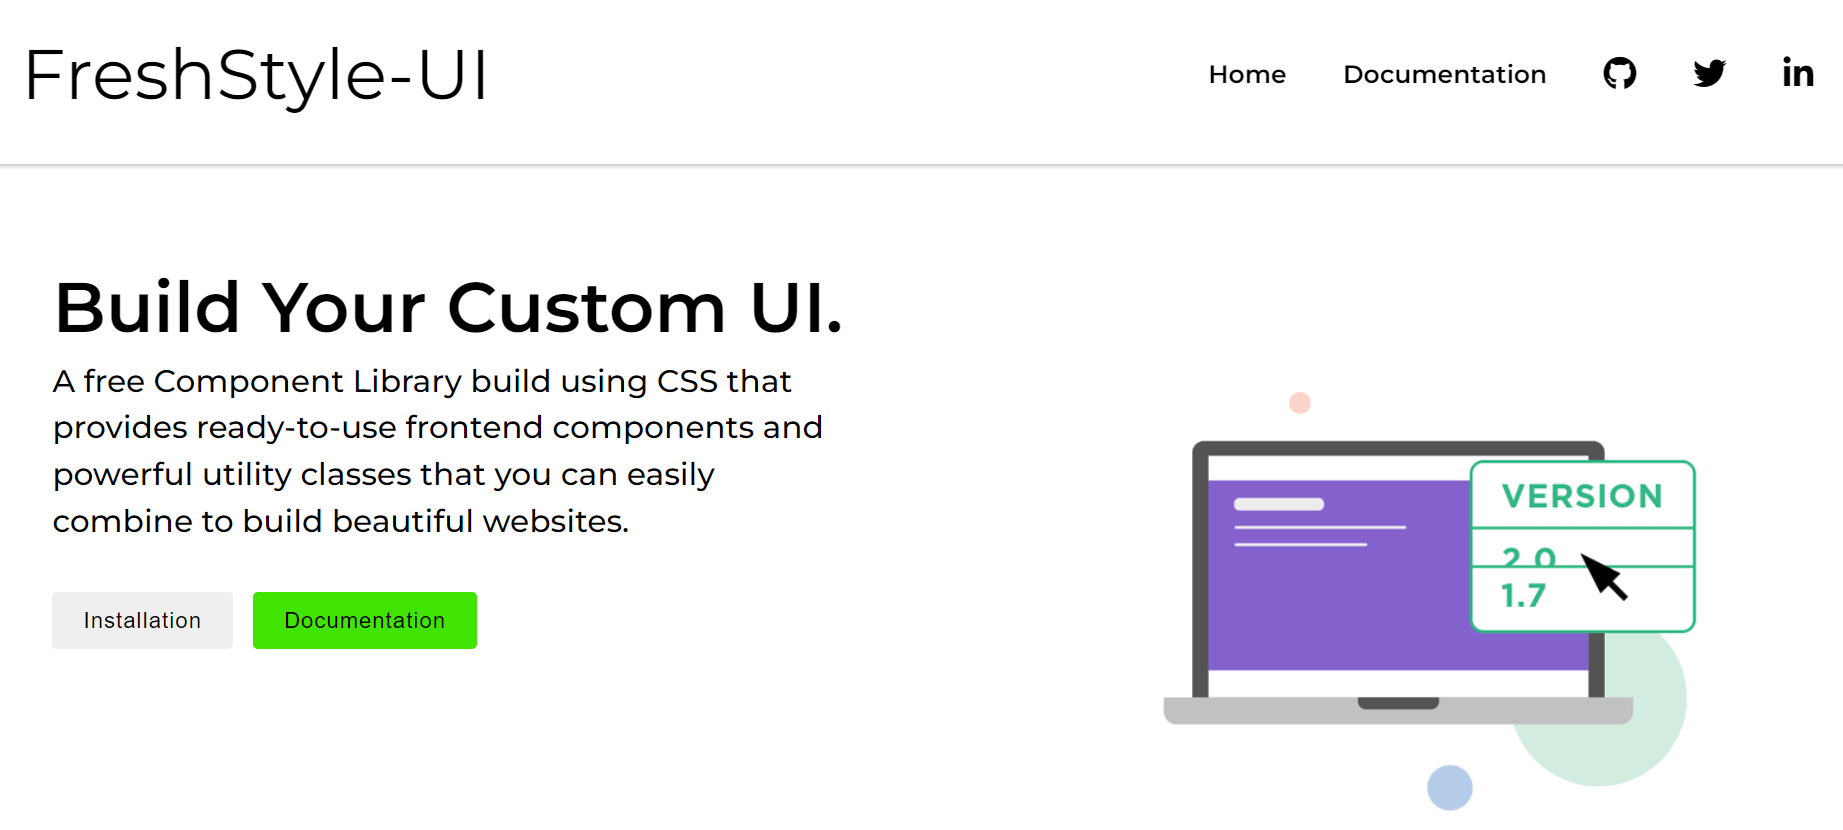 FreshStyle-UI
Home Documentation
Build Your Custom UI.
A free Component Library build using CSS that
provides ready-to-use frontend components and
powerful utility classes that you can easily
combine to build beautiful websites.
Installation Documentation
VERSION
2.0
1.7